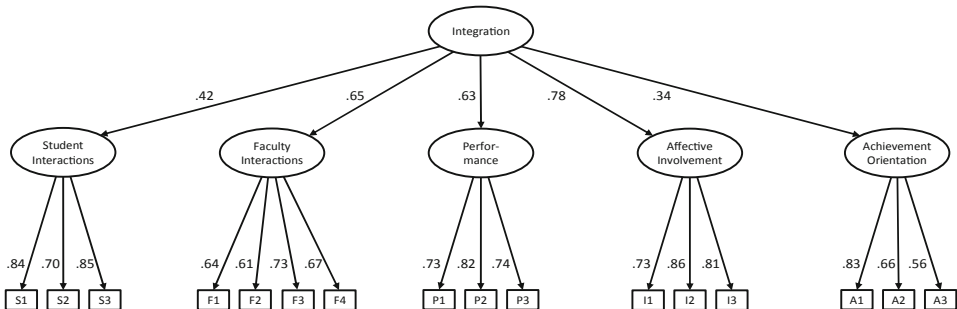 Integration
.42
.65
.63
.78
.34
Student
Interactions
Faculty
Interactions
Perfor-
mance
Affective
Involvement
Achievement
Orientation
.84
.70
.85
.64
.61
.73
.67
.73
.82
.74
.73
.86
.81
.83
.66
.56
S1
S2
S3
F1
F2
F3
F4
P1
P2
P3
I1
I2
I3
A1
A2
A3